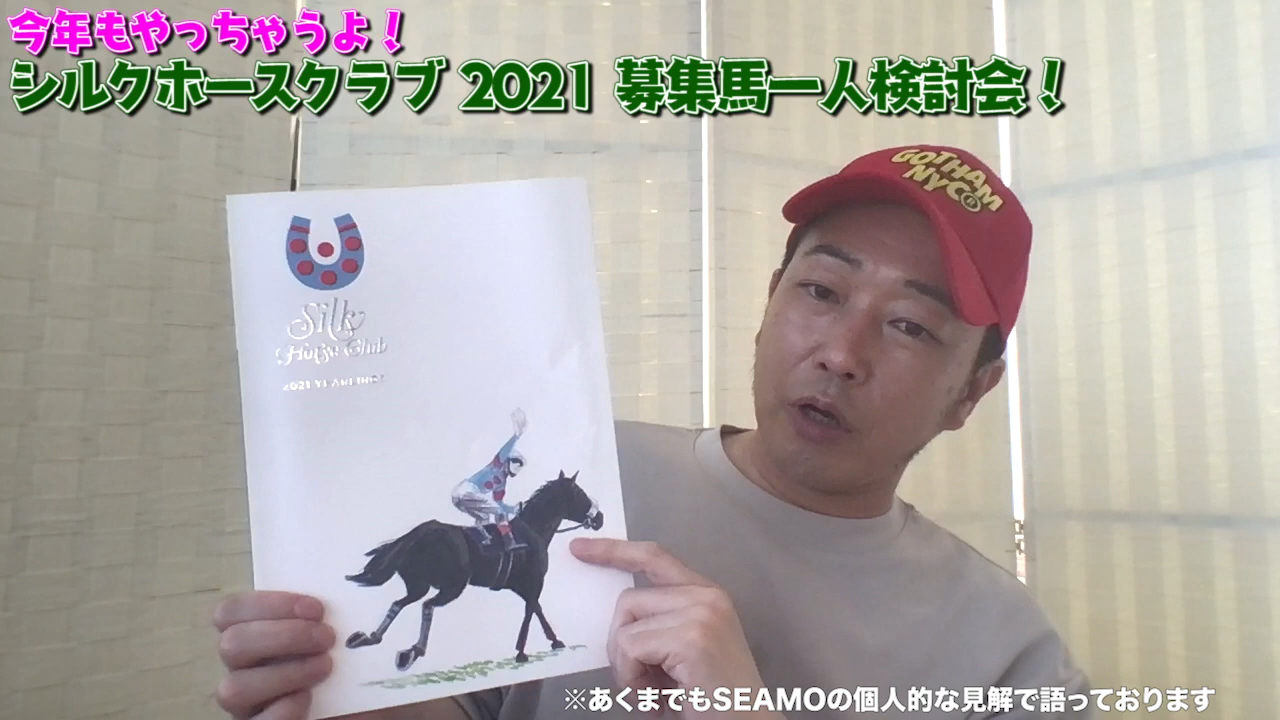 今年もやっちゃうよ！
シルクホースクラブ 2021 募集馬一人検討会！
GOTHAM
NYC®
Silk
Horse Club
2021 YEARLINGS
※あくまでもSEAMOの個人的な見解で語っております